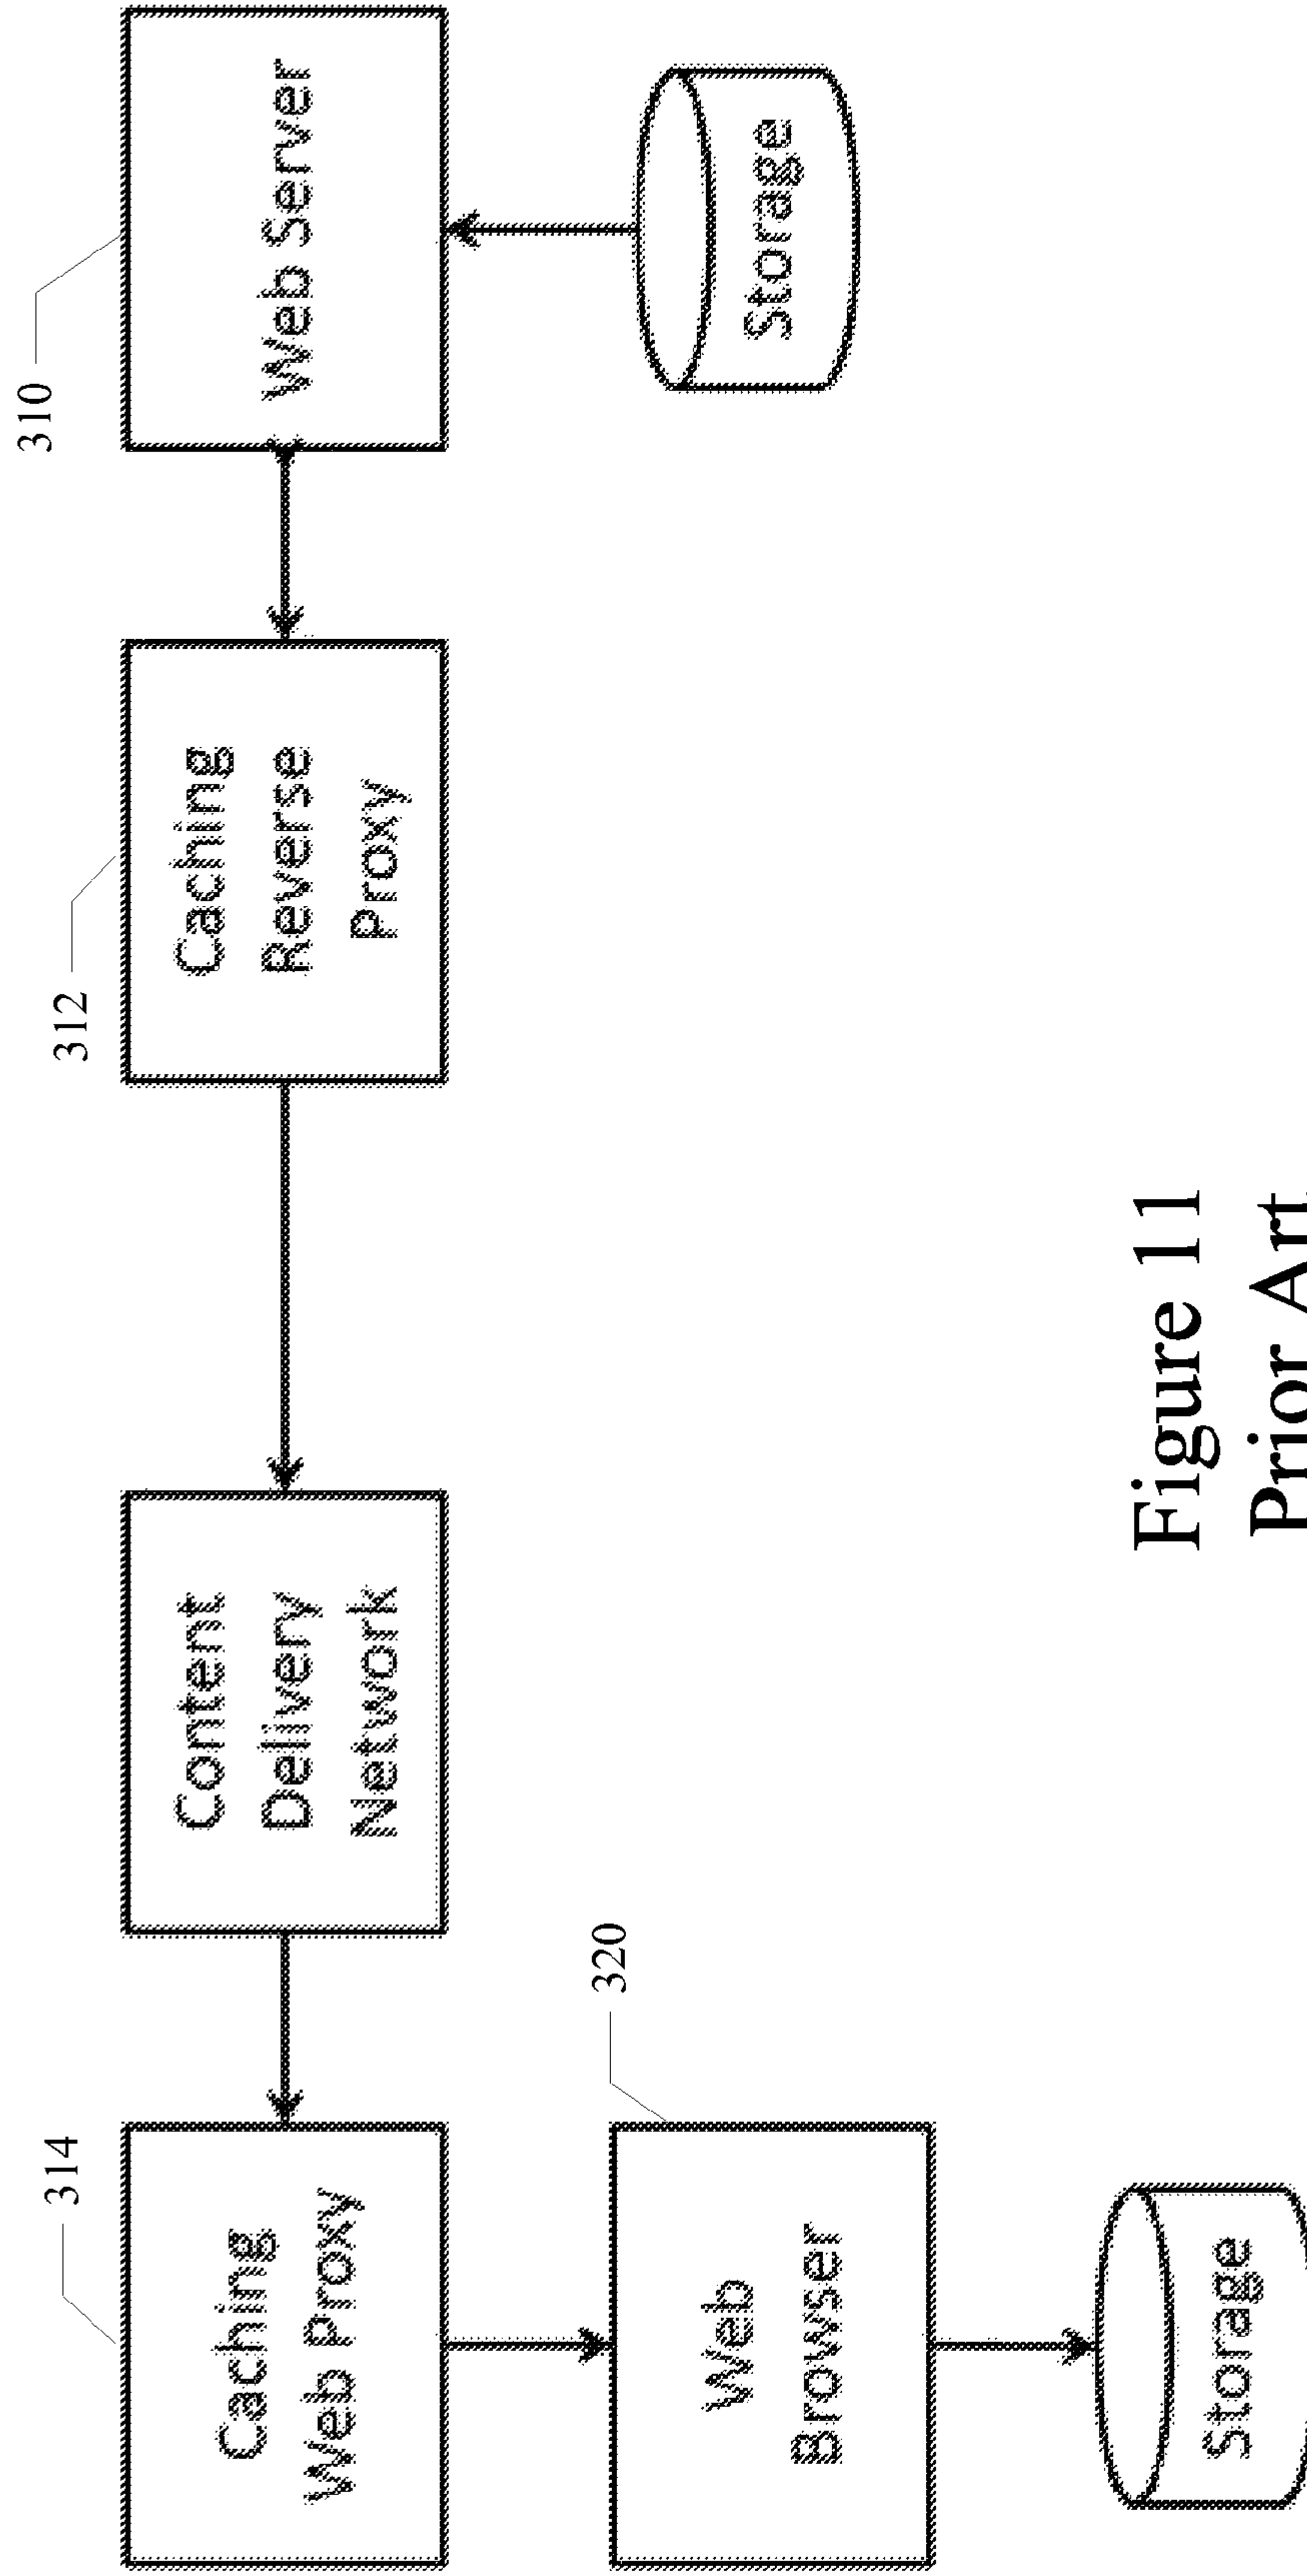 314
Caching
Web Proxy
Content
Delivery
Network
312
Caching
Reverse
Proxy
310
Web Server
320
Web
Browser
Storage
Storage
Figure 11
Prior Art